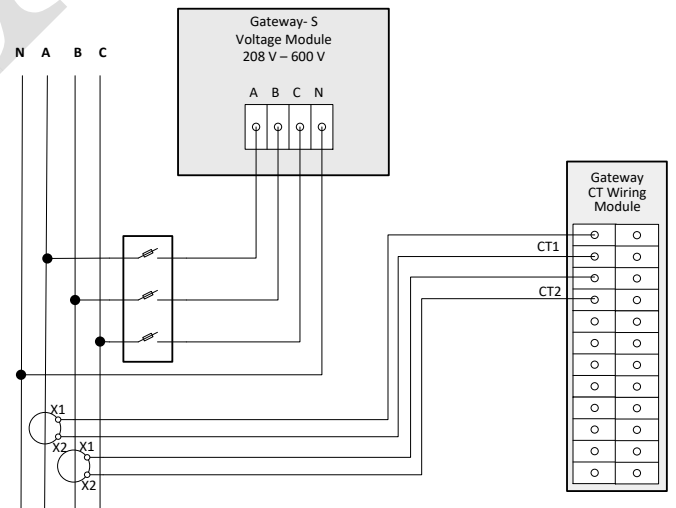 Gateway- S
Voltage Module
208 V – 600 V
N A B C
A B C N
Gateway
CT Wiring
Module
CT1
CT2
X1
X2 X1
X2